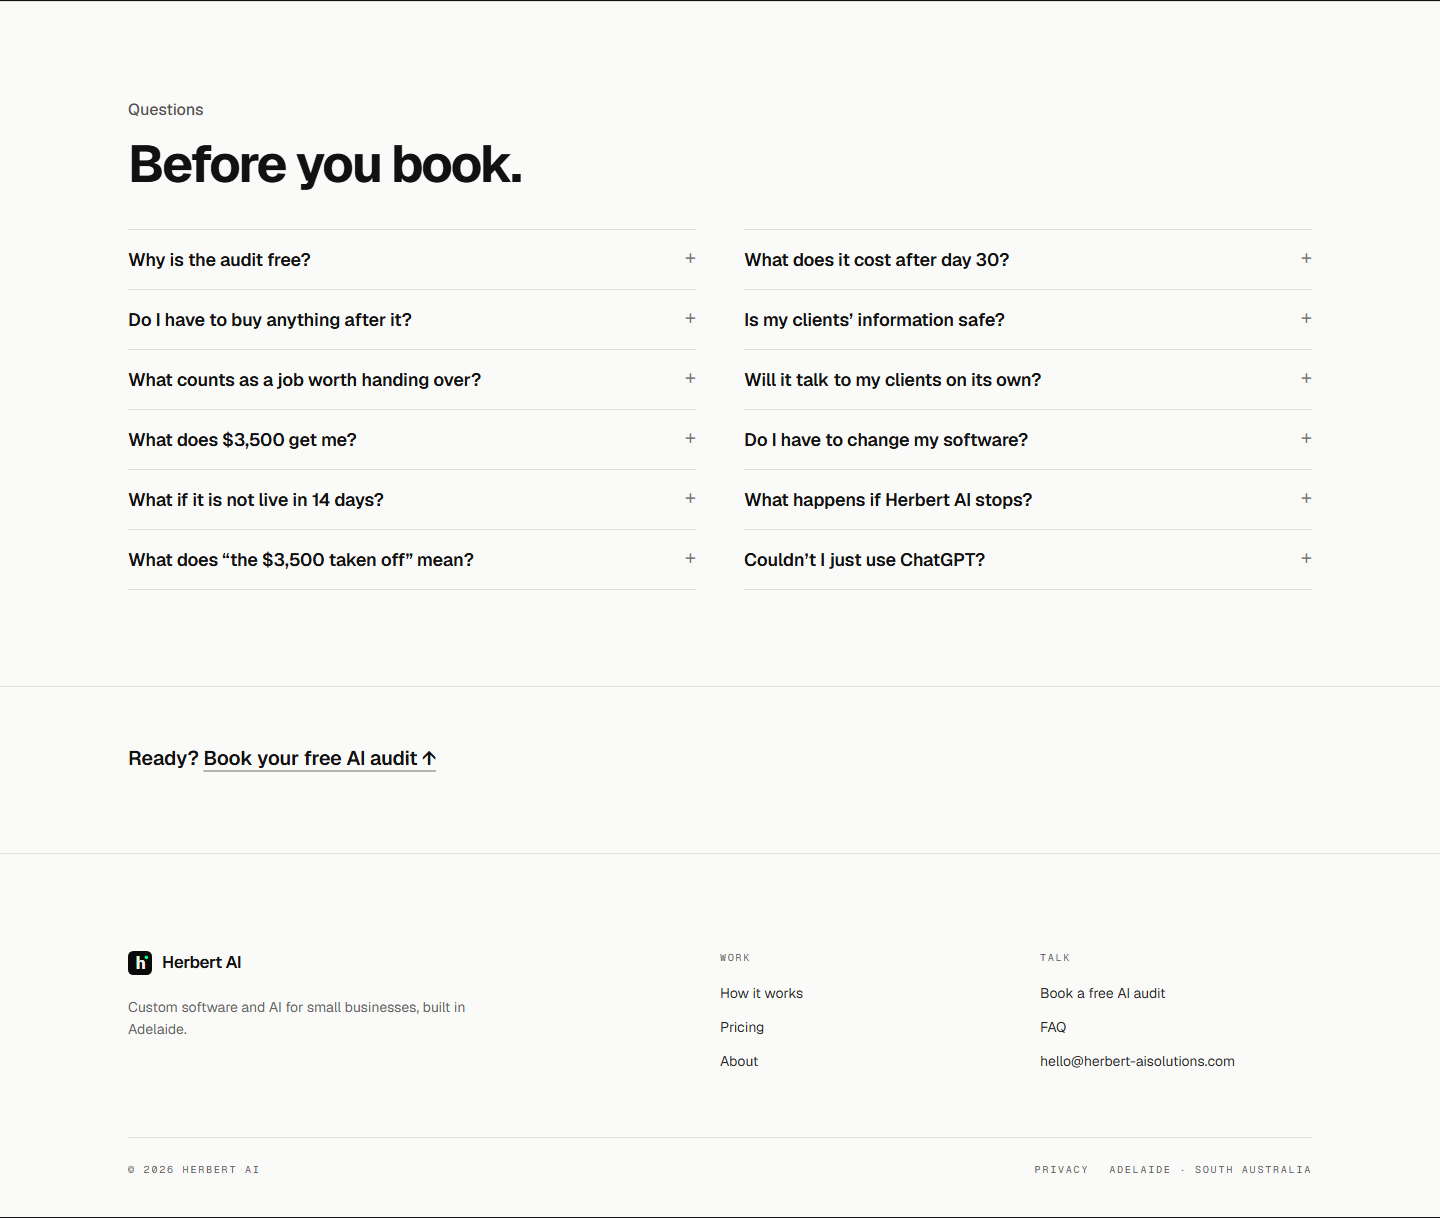 Questions
Before you book.
Why is the audit free? +
Do I have to buy anything after it? +
What counts as a job worth handing over? +
What does $3,500 get me? +
What if it is not live in 14 days? +
What does “the $3,500 taken off” mean? +
What does it cost after day 30? +
Is my clients’ information safe? +
Will it talk to my clients on its own? +
Do I have to change my software? +
What happens if Herbert AI stops? +
Couldn’t I just use ChatGPT? +
Ready? Book your free AI audit ↑
h Herbert AI
Custom software and AI for small businesses, built in
Adelaide.
WORK
How it works
Pricing
About
TALK
Book a free AI audit
FAQ
hello@herbert-aisolutions.com
© 2026 HERBERT AI
PRIVACY ADELAIDE · SOUTH AUSTRALIA